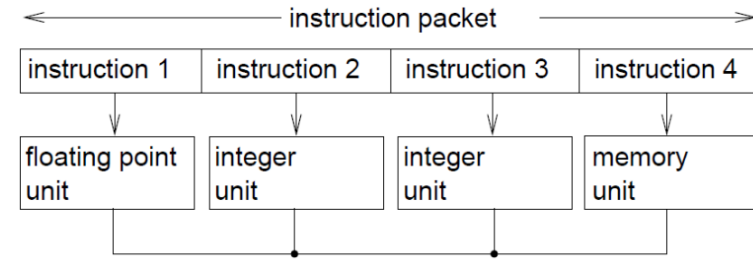 instruction packet
instruction 1 instruction 2 instruction 3 instruction 4
floating point unit
integer unit
integer unit
memory unit